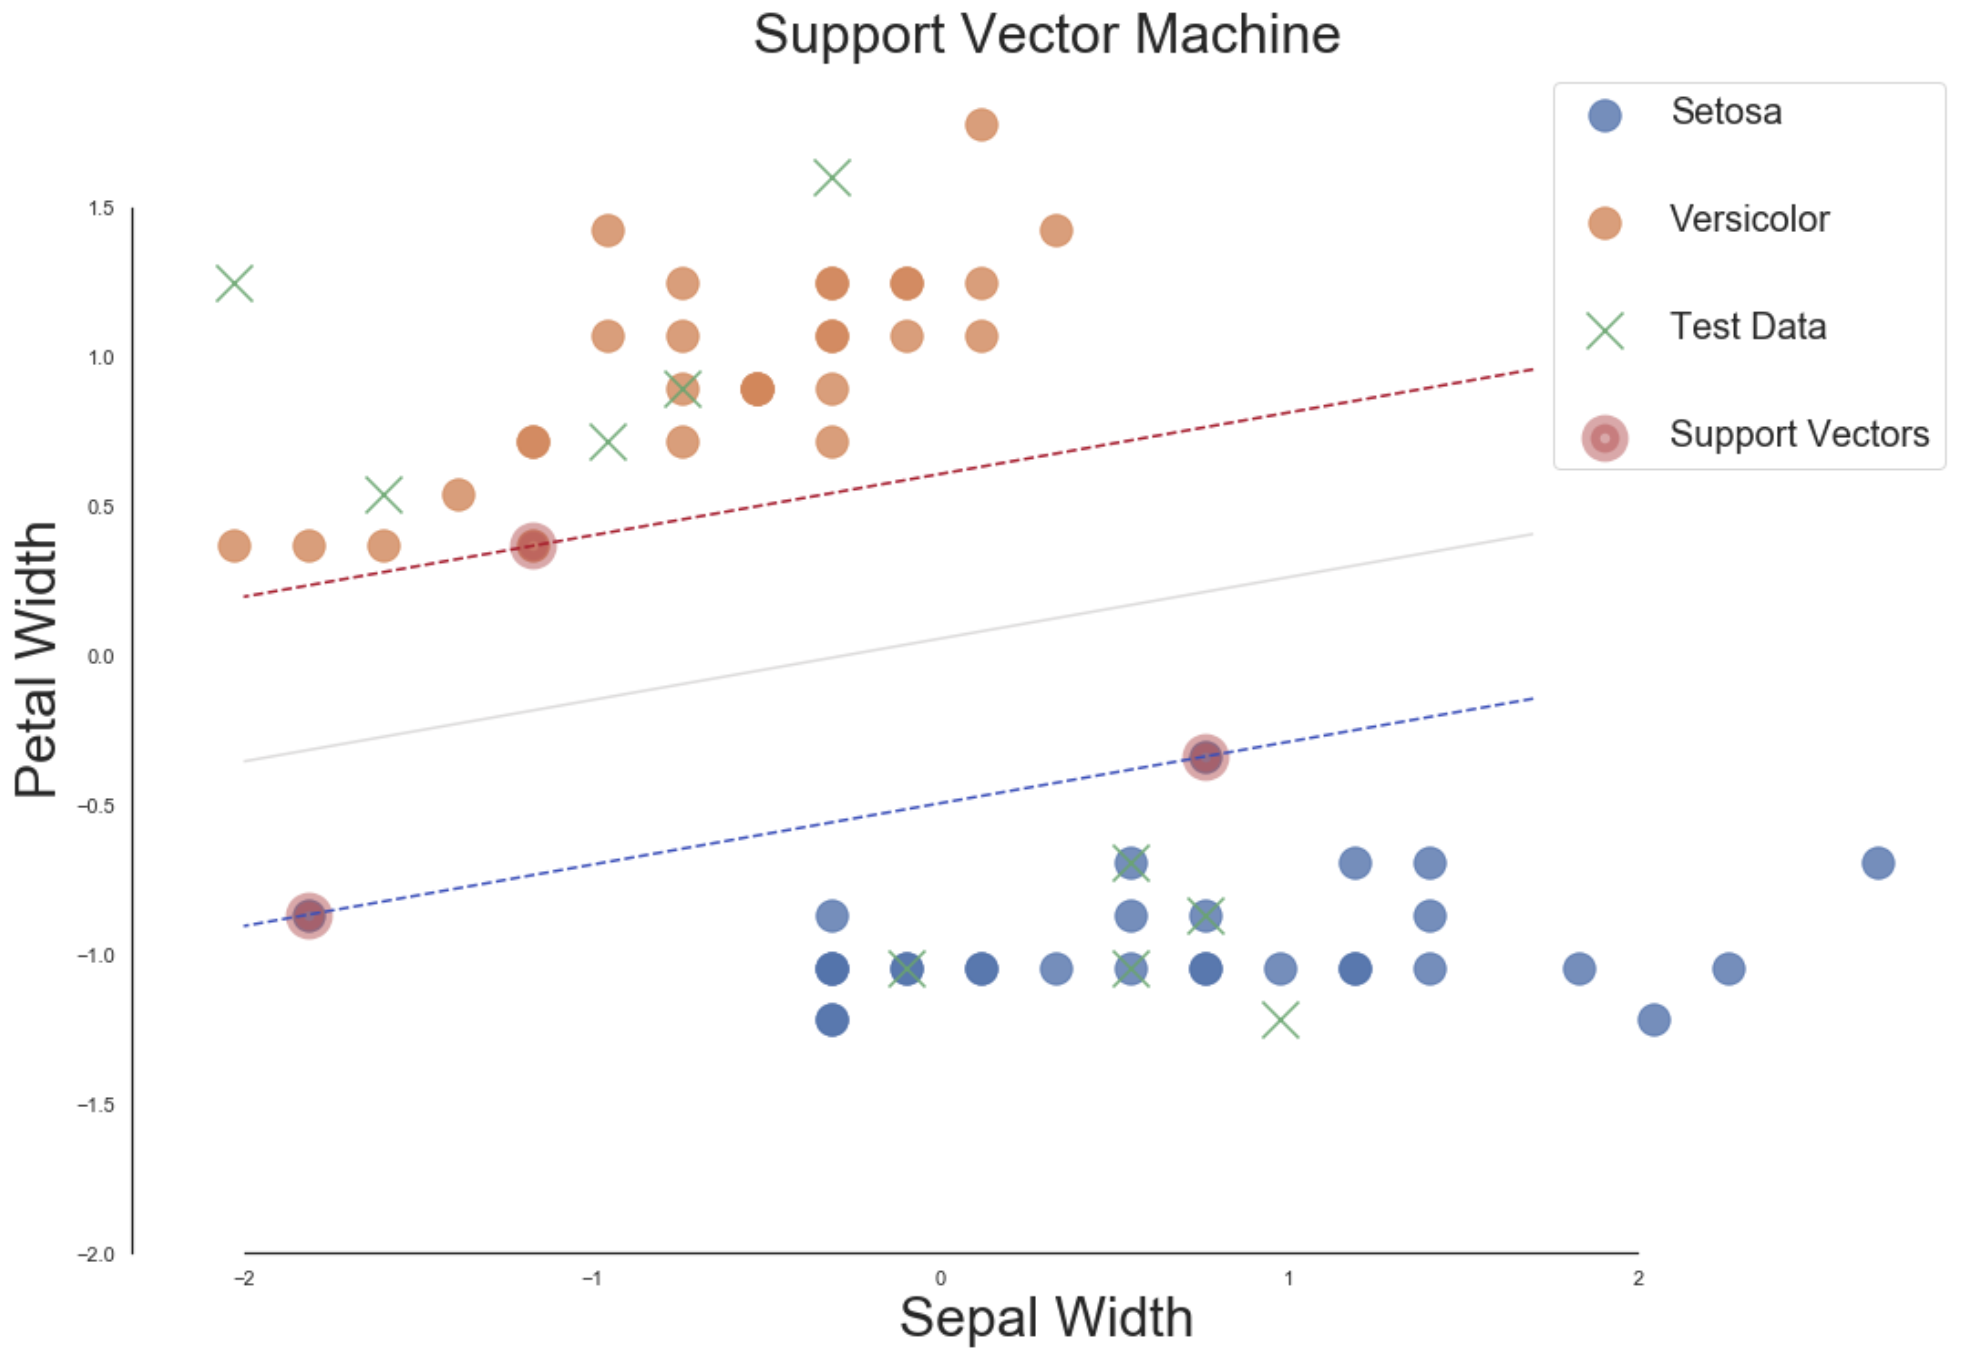 Support Vector Machine
Setosa
Versicolor
Test Data
Support Vectors
Petal Width
1.5
1.0
0.5
0.0
−0.5
−1.0
−1.5
−2.0
−2 −1 0 1 2
Sepal Width